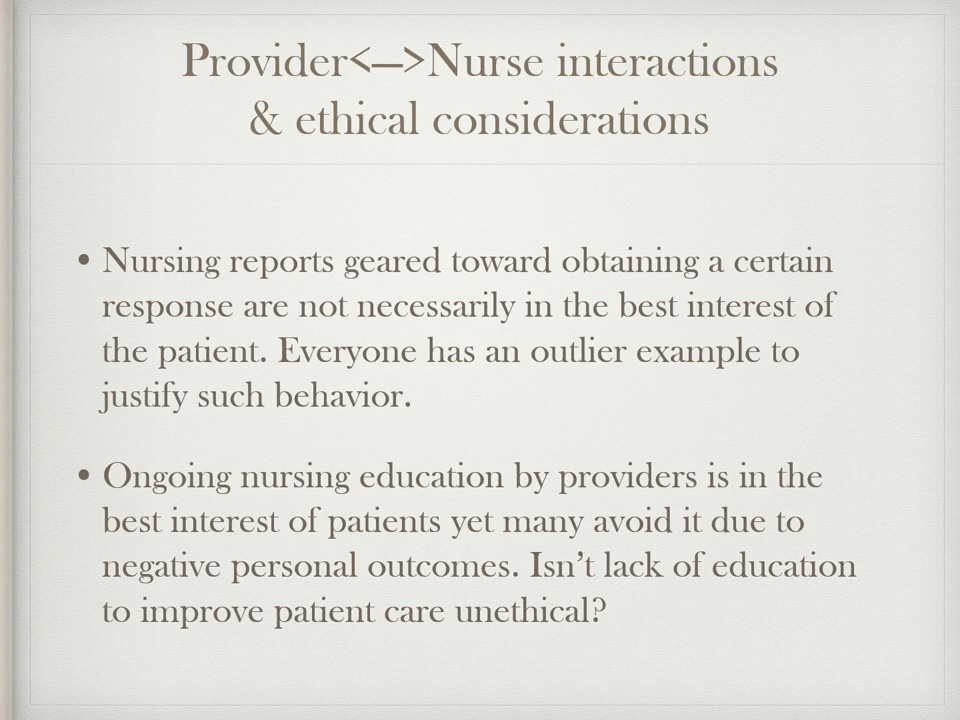 Provider<—>Nurse interactions
& ethical considerations
• Nursing reports geared toward obtaining a certain
response are not necessarily in the best interest of
the patient. Everyone has an outlier example to
justify such behavior.
• Ongoing nursing education by providers is in the
best interest of patients yet many avoid it due to
negative personal outcomes. Isn’t lack of education
to improve patient care unethical?